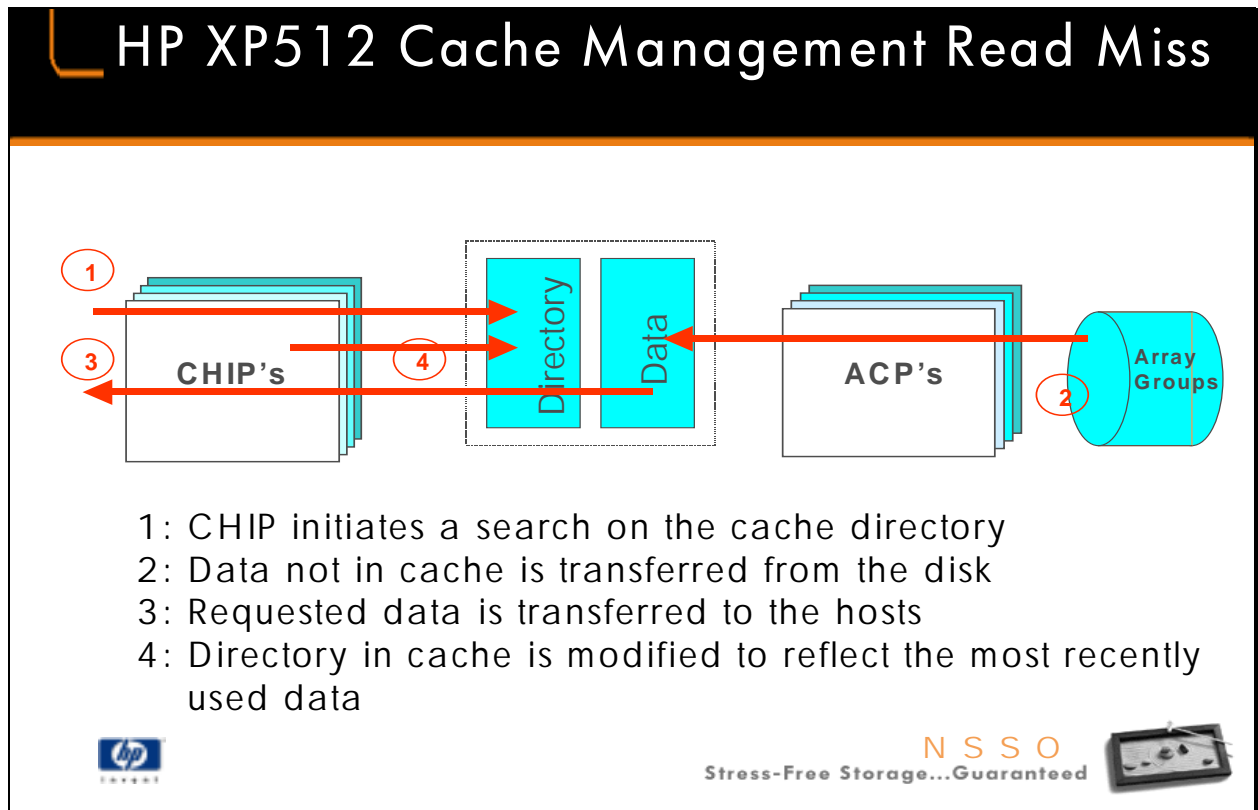 HP XP512 Cache Management Read Miss
1
3
CHIP's
4
Directory
Data
ACP's
2
Array
Groups
1: CHIP initiates a search on the cache directory
2: Data not in cache is transferred from the disk
3: Requested data is transferred to the hosts
4: Directory in cache is modified to reflect the most recently
used data
hp
invent
NSSO
Stress-Free Storage...Guaranteed